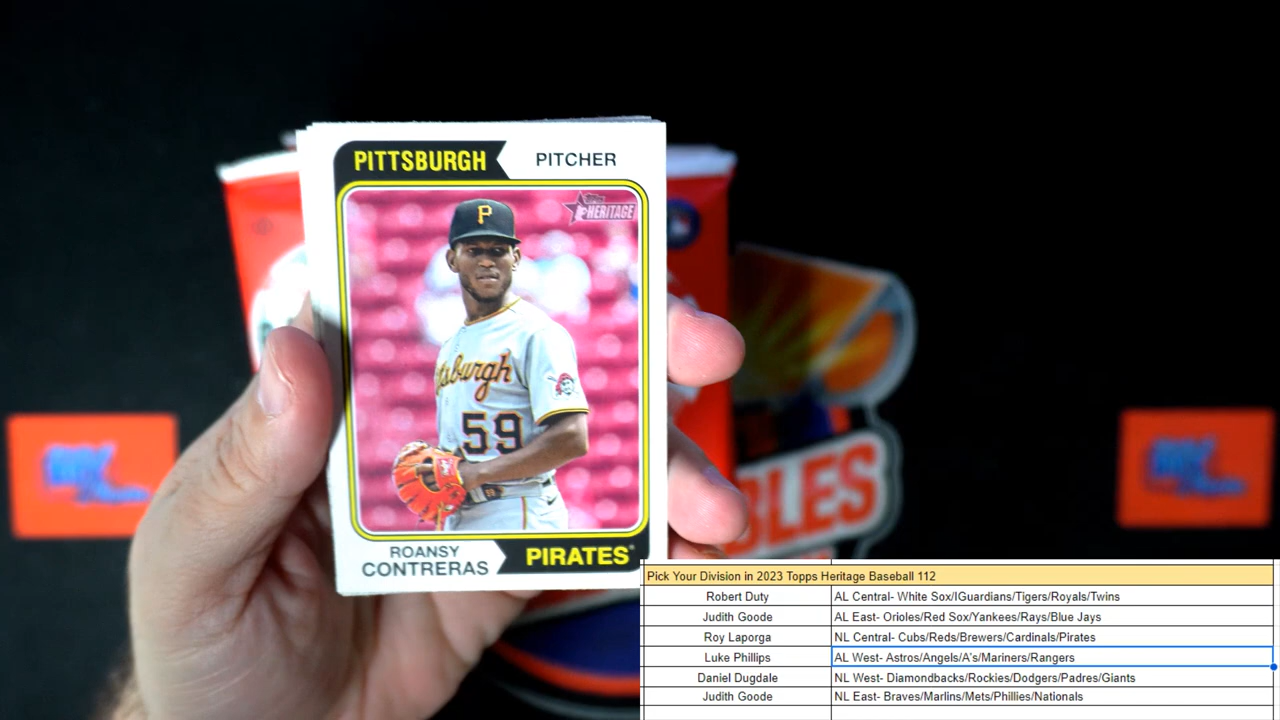 PITTSBURGH
PITCHER
Topps
HERITAGE
P
sburgh
59
ROANSY
CONTRERAS
PIRATES
BLES
Pick Your Division in 2023 Topps Heritage Baseball 112
Robert Duty AL Central- White Sox/IGuardians/Tigers/Royals/Twins
Judith Goode AL East- Orioles/Red Sox/Yankees/Rays/Blue Jays
Roy Laporga NL Central- Cubs/Reds/Brewers/Cardinals/Pirates
Luke Phillips AL West- Astros/Angels/A's/Mariners/Rangers
Daniel Dugdale NL West- Diamondbacks/Rockies/Dodgers/Padres/Giants
Judith Goode NL East- Braves/Marlins/Mets/Phillies/Nationals